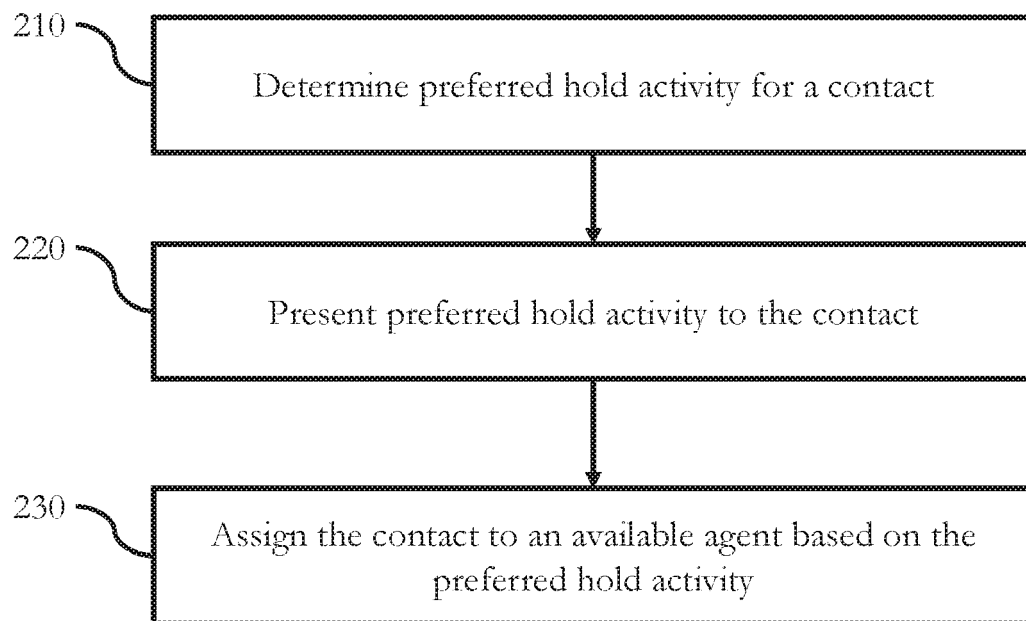 210
Determine preferred hold activity for a contact
220
Present preferred hold activity to the contact
230
Assign the contact to an available agent based on the
preferred hold activity